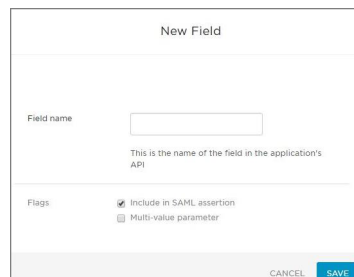 New Field
Field name
This is the name of the field in the application's
API
Flags
Include in SAML assertion
Multi-value parameter
CANCEL
SAVE